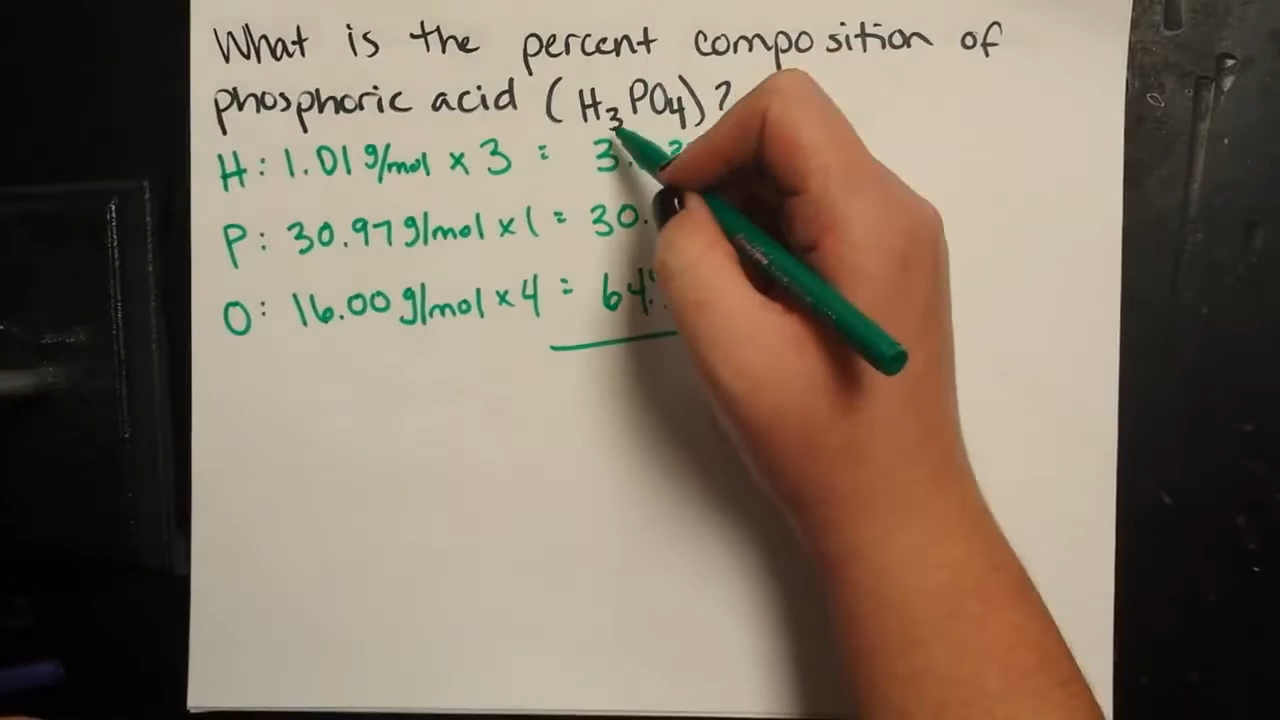 What is the percent composition of
phosphoric acid (H₃PO₄)?
H: 1.01 g/mol x 3 = 3.
P: 30.97 g/mol x 1 = 30.
O: 16.00 g/mol x 4 = 64.